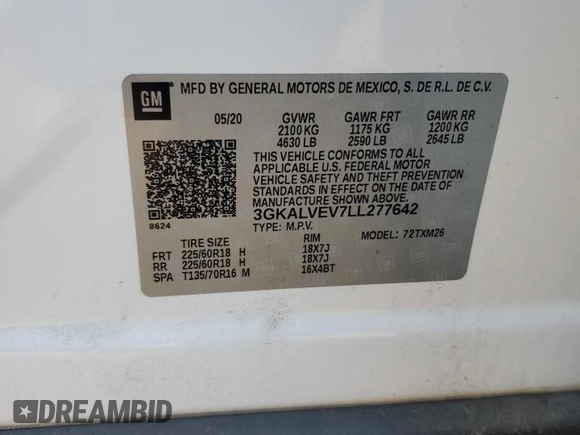 GM
MFD BY GENERAL MOTORS DE MEXICO, S. DE R.L. DE C.V.
05/20 GVWR GAWR FRT GAWR RR
2100 KG 1175 KG 1200 KG
4630 LB 2590 LB 2645 LB
THIS VEHICLE CONFORMS TO ALL
APPLICABLE U.S. FEDERAL MOTOR
VEHICLE SAFETY AND THEFT PREVENTION
STANDARDS IN EFFECT ON THE DATE OF
MANUFACTURE SHOWN ABOVE.
3GKALVEV7LL277642
8624
TYPE: M.P.V. MODEL: 72TXM26
TIRE SIZE RIM
FRT 225/60R18 H 18X7J
RR 225/60R18 H 18X7J
SPA T135/70R16 M 16X4BT
DREAMBID